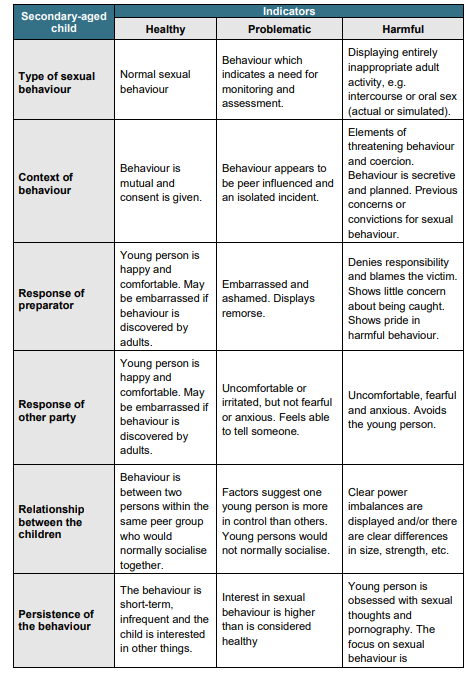 Secondary-aged
child
Indicators
Healthy
Problematic
Harmful
Type of sexual
behaviour
Normal sexual
behaviour
Behaviour which
indicates a need for
monitoring and
assessment.
Displaying entirely
inappropriate adult
activity, e.g.
intercourse or oral sex
(actual or simulated).
Context of
behaviour
Behaviour is
mutual and
consent is given.
Behaviour appears to
be peer influenced and
an isolated incident.
Elements of
threatening behaviour
and coercion.
Behaviour is secretive
and planned. Previous
concerns or
convictions for sexual
behaviour.
Response of
preparator
Young person is
happy and
comfortable. May
be embarrassed if
behaviour is
discovered by
adults.
Embarrassed and
ashamed. Displays
remorse.
Denies responsibility
and blames the victim.
Shows little concern
about being caught.
Shows pride in
harmful behaviour.
Response of
other party
Young person is
happy and
comfortable. May
be embarrassed if
behaviour is
discovered by
adults.
Uncomfortable or
irritated, but not fearful
or anxious. Feels able
to tell someone.
Uncomfortable, fearful
and anxious. Avoids
the young person.
Relationship
between the
children
Behaviour is
between two
persons within the
same peer group
who would
normally socialise
together.
Factors suggest one
young person is more
in control than others.
Young persons would
not normally socialise.
Clear power
imbalances are
displayed and/or there
are clear differences
in size, strength, etc.
Persistence of
the behaviour
The behaviour is
short-term,
infrequent and the
child is interested
in other things.
Interest in sexual
behaviour is higher
than is considered
healthy
Young person is
obsessed with sexual
thoughts and
pornography. The
focus on sexual
behaviour is